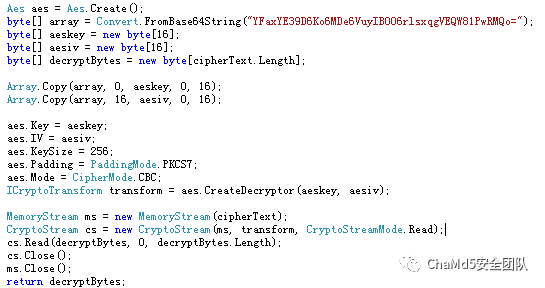 Aes aes = Aes.Create();
byte[] array = Convert.FromBase64String("YFaxYE39D6Ko6MDe6VuyIBOO6rlsxqgVEQW81PwRMQo=");
byte[] aeskey = new byte[16];
byte[] aesiv = new byte[16];
byte[] decryptBytes = new byte[cipherText.Length];
Array.Copy(array, 0, aeskey, 0, 16);
Array.Copy(array, 16, aesiv, 0, 16);
aes.Key = aeskey;
aes.IV = aesiv;
aes.KeySize = 256;
aes.Padding = PaddingMode.PKCS7;
aes.Mode = CipherMode.CBC;
ICryptoTransform transform = aes.CreateDecryptor(aeskey, aesiv);
MemoryStream ms = new MemoryStream(cipherText);
CryptoStream cs = new CryptoStream(ms, transform, CryptoStreamMode.Read);
cs.Read(decryptBytes, 0, decryptBytes.Length);
cs.Close();
ms.Close();
return decryptBytes;
ChaMd5安全团队